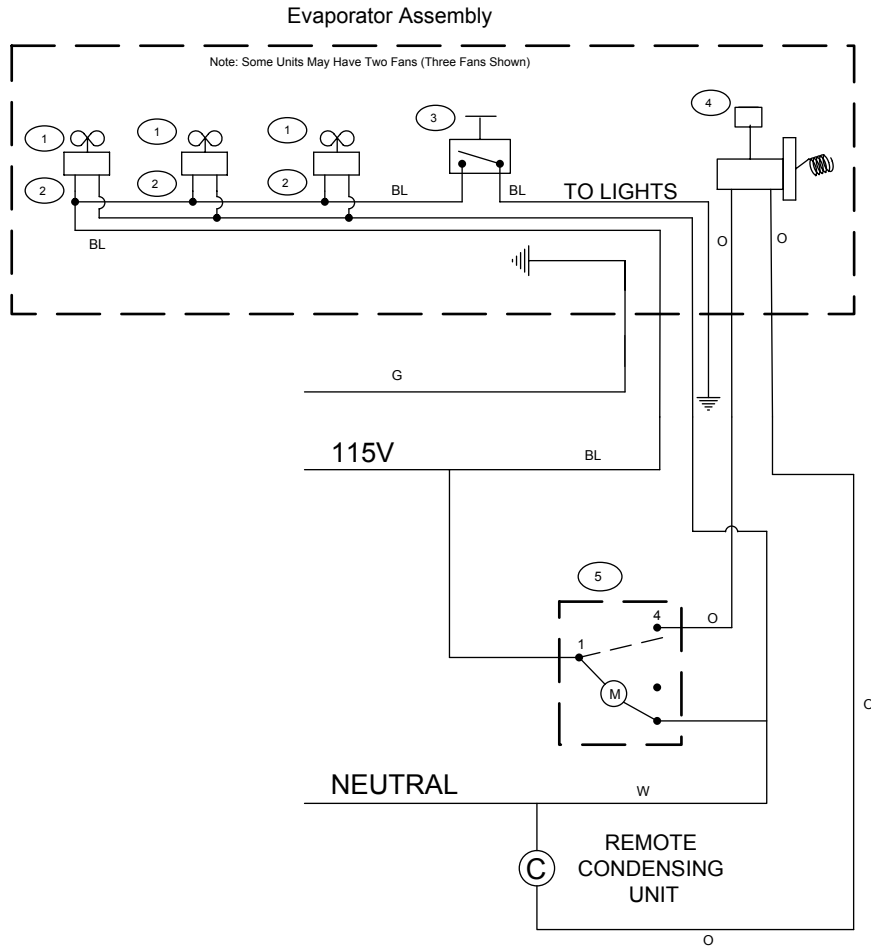 Evaporator Assembly
Note: Some Units May Have Two Fans (Three Fans Shown)
1
1
1
3
4
2
2
2
BL
BL
TO LIGHTS
BL
O
O
G
115V
BL
5
4
O
1
M
O
NEUTRAL
W
C
REMOTE
CONDENSING
UNIT
O